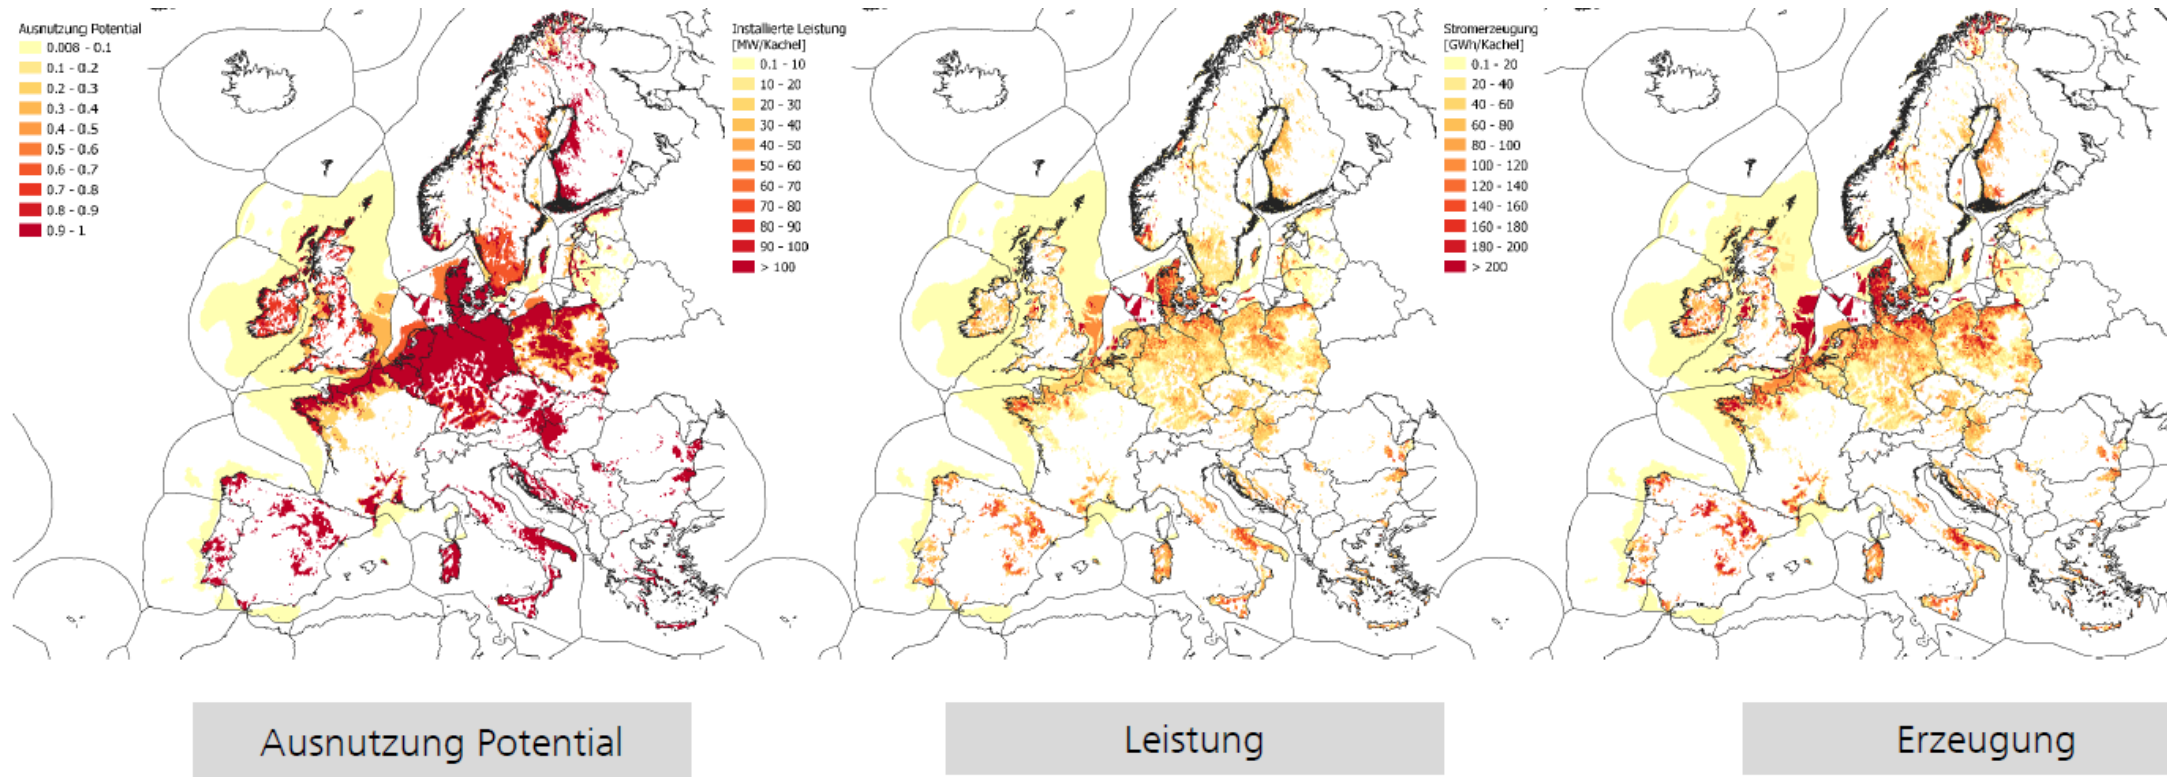 Ausnutzung Potential
0.008 - 0.1
0.1 - 0.2
0.2 - 0.3
0.3 - 0.4
0.4 - 0.5
0.5 - 0.6
0.6 - 0.7
0.7 - 0.8
0.8 - 0.9
0.9 - 1
Installierte Leistung
[MW/Kachel]
0.1 - 10
10 - 20
20 - 30
30 - 40
40 - 50
50 - 60
60 - 70
70 - 80
80 - 90
90 - 100
> 100
Stromerzeugung
[GWh/Kachel]
0.1 - 20
20 - 40
40 - 60
60 - 80
80 - 100
100 - 120
120 - 140
140 - 160
160 - 180
180 - 200
> 200
Ausnutzung Potential
Leistung
Erzeugung